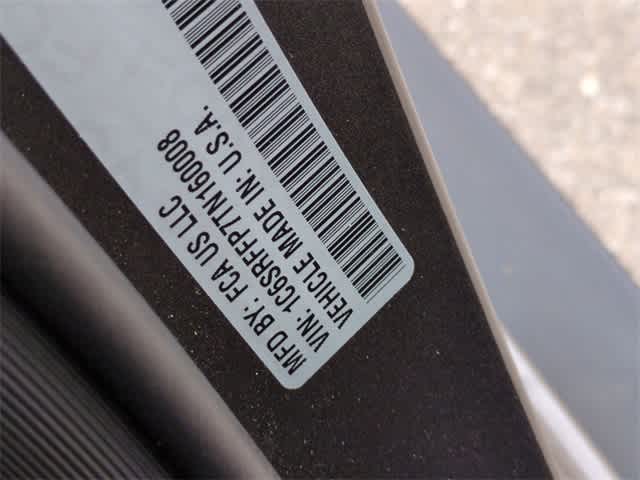 MFD BY: FCA US LLC
VIN: 1C6SRFFP7TN160008
VEHICLE MADE IN: U.S.A.